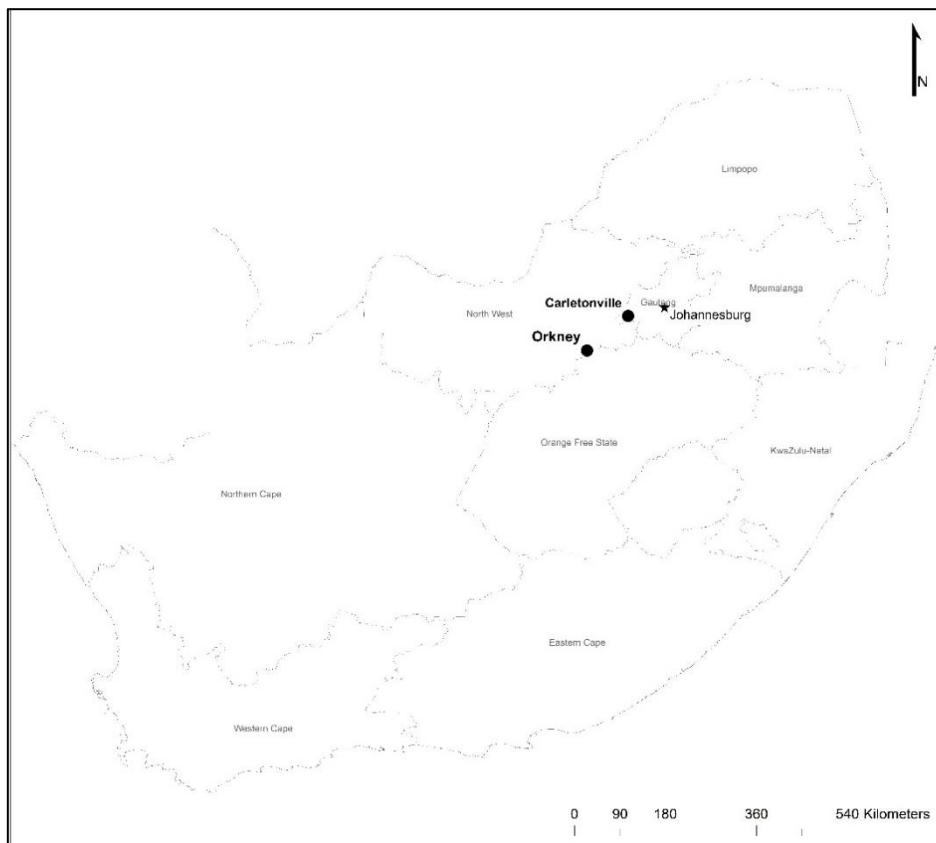 N
Limpopo
Mpumalanga
Carletonville
Gauteng
North West
Johannesburg
Orkney
Orange Free State
KwaZulu-Natal
Northern Cape
Eastern Cape
Western Cape
0 90 180 360 540 Kilometers